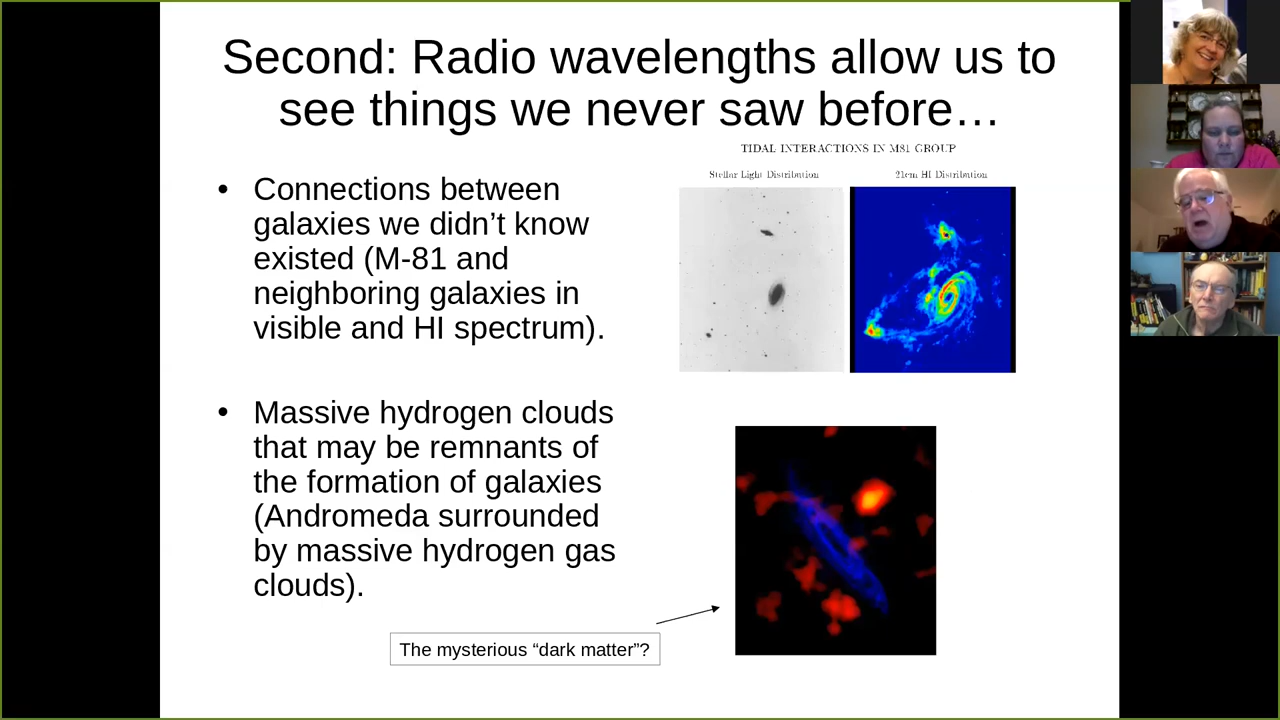 Second: Radio wavelengths allow us to
see things we never saw before…
TIDAL INTERACTIONS IN M81 GROUP
Stellar Light Distribution
21cm HI Distribution
• Connections between
galaxies we didn’t know
existed (M-81 and
neighboring galaxies in
visible and HI spectrum).
• Massive hydrogen clouds
that may be remnants of
the formation of galaxies
(Andromeda surrounded
by massive hydrogen gas
clouds).
The mysterious “dark matter”?